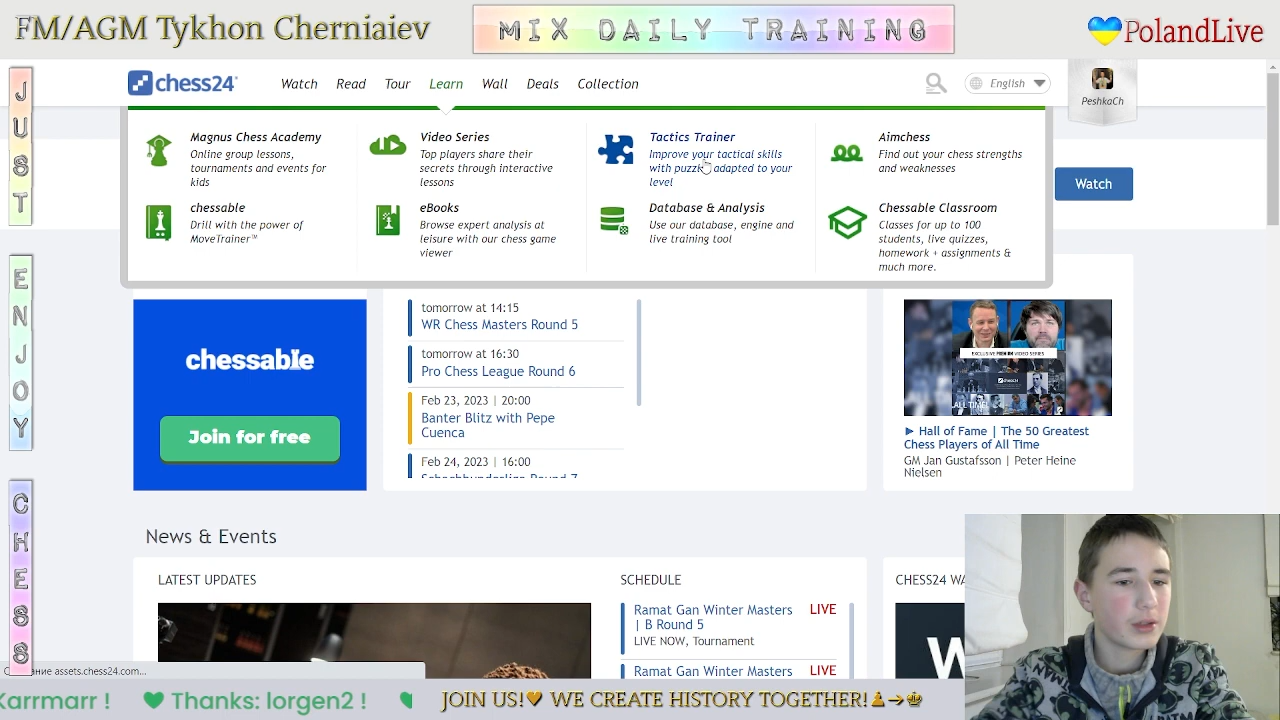 FM/AGM Tykhon Cherniaiev
MIX DAILY TRAINING
PolandLive
JUST
ENJOY
CHESS
chess24
Watch
Read
Tour
Learn
Wall
Deals
Collection
English
PeshkaCh
Magnus Chess Academy
Online group lessons,
tournaments and events for
kids
Video Series
Top players share their
secrets through interactive
lessons
Tactics Trainer
Improve your tactical skills
with puzzles adapted to your
level
Aimchess
Find out your chess strengths
and weaknesses
chessable
Drill with the power of
MoveTrainer™
eBooks
Browse expert analysis at
leisure with our chess game
viewer
Database & Analysis
Use our database, engine and
live training tool
Chessable Classroom
Classes for up to 100
students, live quizzes,
homework + assignments &
much more.
Watch
chessable
Join for free
tomorrow at 14:15
WR Chess Masters Round 5
tomorrow at 16:30
Pro Chess League Round 6
Feb 23, 2023 | 20:00
Banter Blitz with Pepe
Cuenca
Feb 24, 2023 | 16:00
Schachbundesliga Round 7
Hall of Fame | The 50 Greatest
Chess Players of All Time
GM Jan Gustafsson | Peter Heine
Nielsen
News & Events
LATEST UPDATES
SCHEDULE
Ramat Gan Winter Masters
| B Round 5
LIVE
LIVE NOW, Tournament
Ramat Gan Winter Masters
LIVE
CHESS24 WA
W
assets.chess24.com...
Karrmarr !
Thanks: Iorgen2 !
JOIN US! WE CREATE HISTORY TOGETHER!